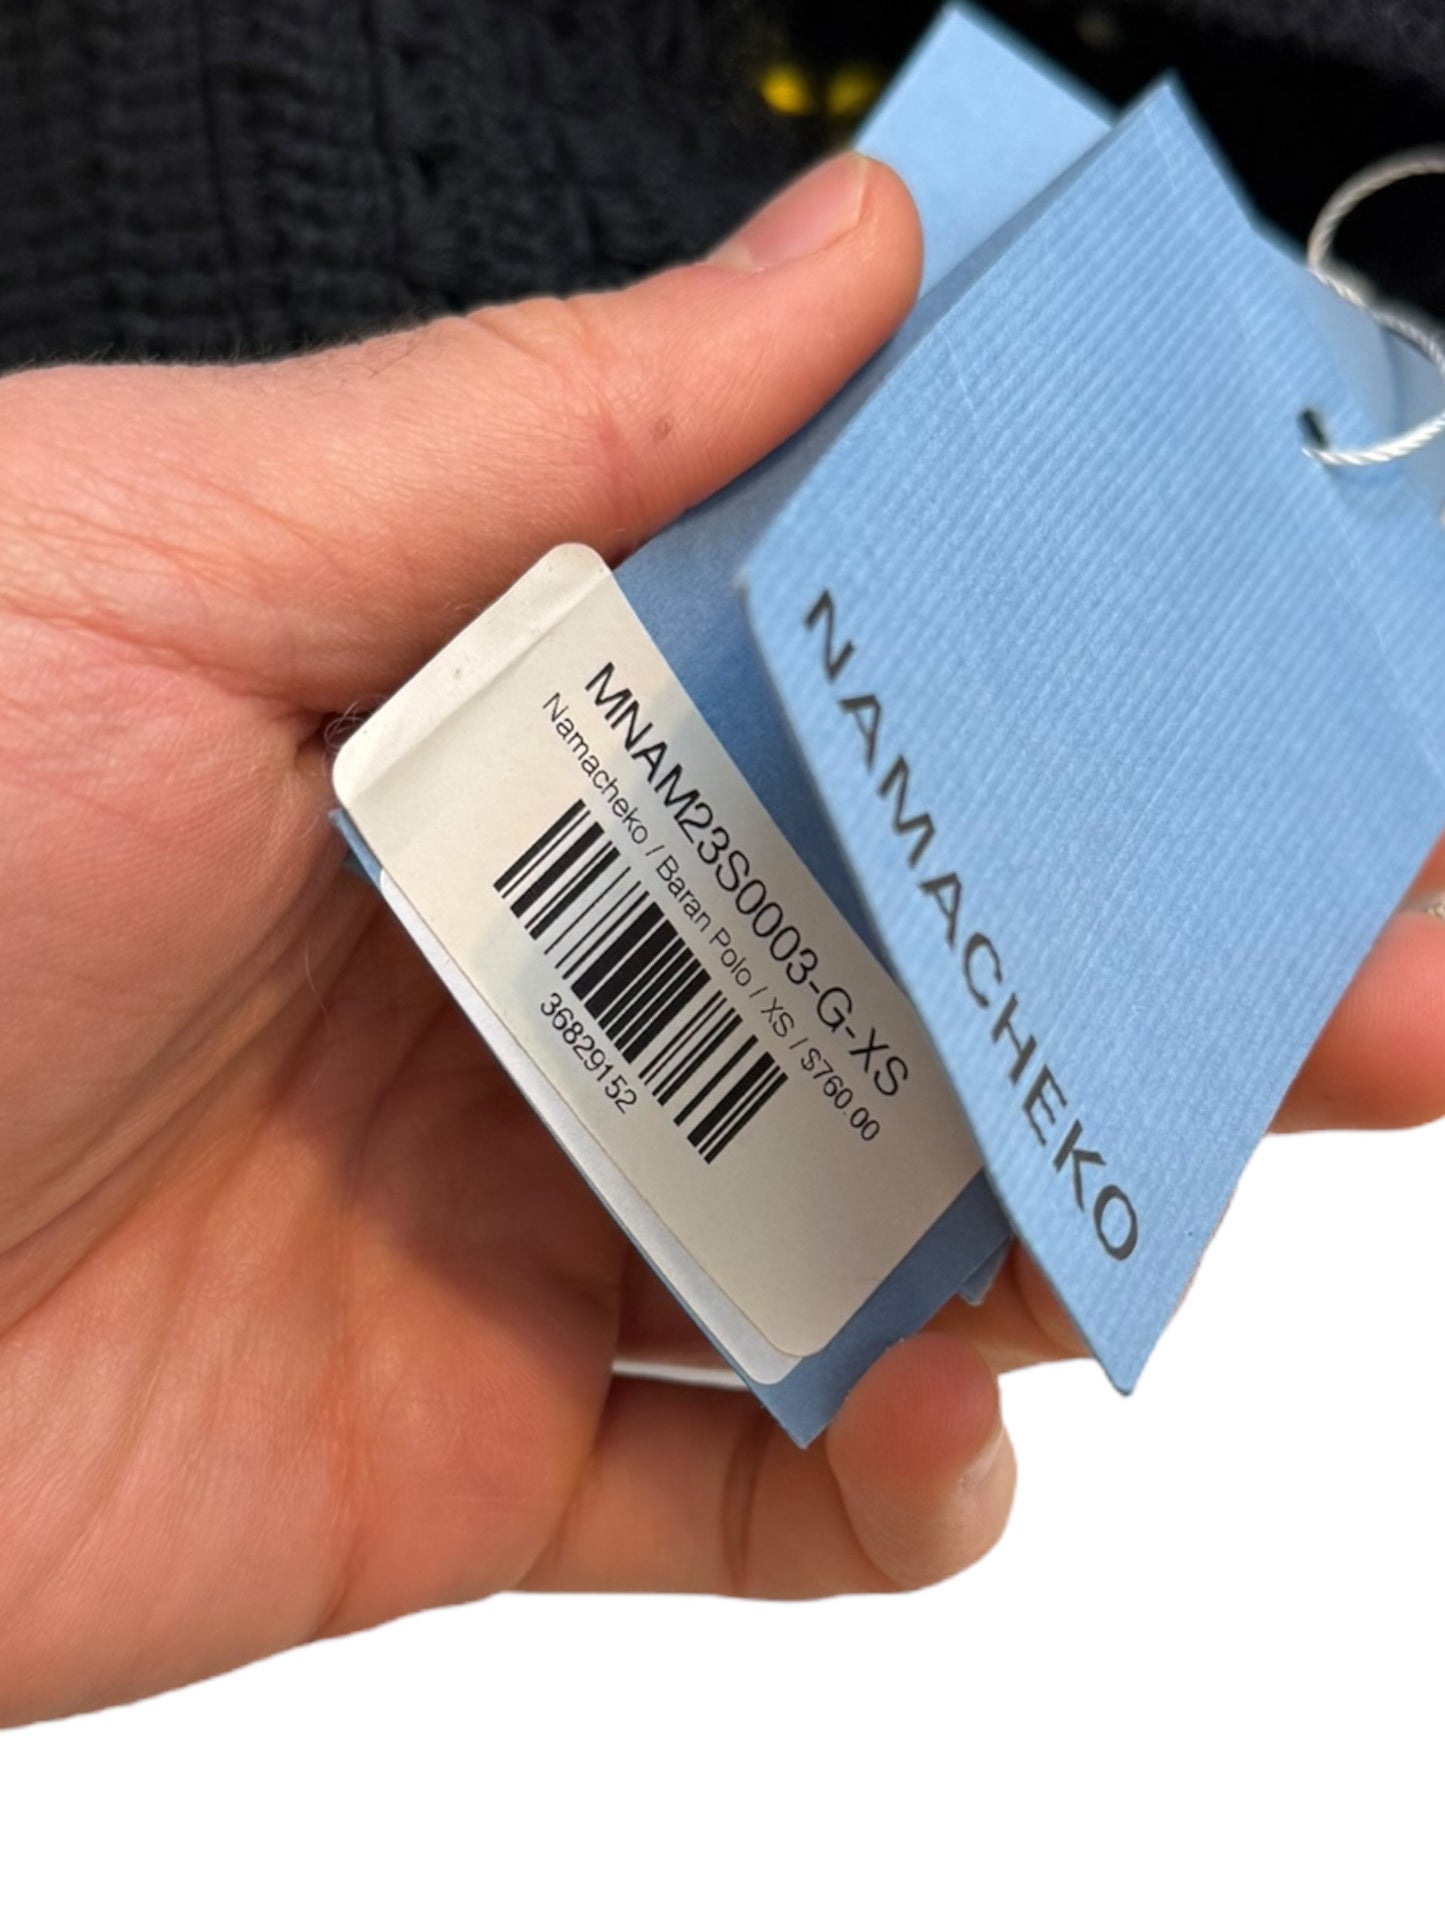 MNAM23S0003-G-XS
Namacheko / Baran Polo / XS / $760.00
36829152
NAMACHEKO